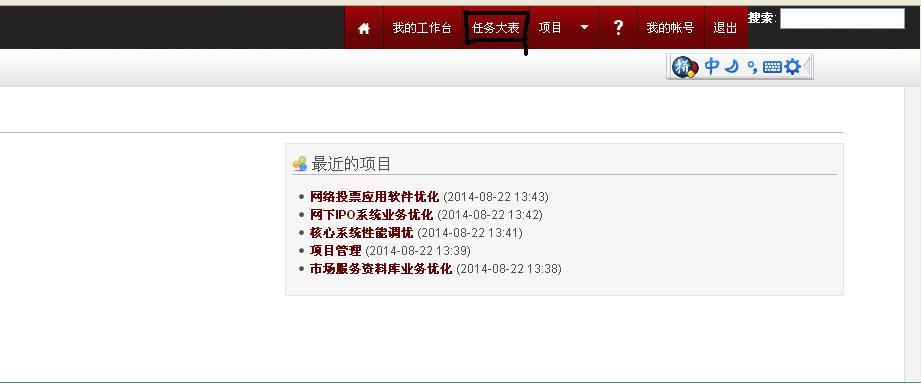 我的工作台 任务大表 项目 ? 我的帐号 退出 搜索:
拼 中 °,
最近的项目
网络投票应用软件优化 (2014-08-22 13:43)
网下IPO系统业务优化 (2014-08-22 13:42)
核心系统性能调优 (2014-08-22 13:41)
项目管理 (2014-08-22 13:39)
市场服务资料库业务优化 (2014-08-22 13:38)